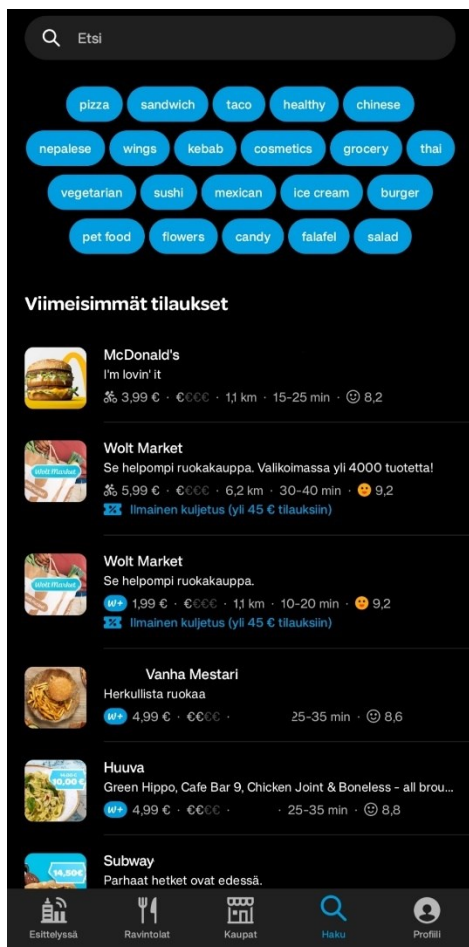 Etsi
pizza sandwich taco healthy chinese
nepalese wings kebab cosmetics grocery thai
vegetarian sushi mexican ice cream burger
pet food flowers candy falafel salad
Viimeisimmät tilaukset
McDonald's
I'm lovin' it
3,99 € · €€€€ · 1,1 km · 15-25 min · 8,2
Wolt Market
Wolt Market
Se helpompi ruokakauppa. Valikoimassa yli 4000 tuotetta!
5,99 € · €€€€ · 6,2 km · 30-40 min · 9,2
Ilmainen kuljetus (yli 45 € tilauksiin)
Wolt Market
Wolt Market
Se helpompi ruokakauppa.
W+ 1,99 € · €€€€ · 1,1 km · 10-20 min · 9,2
Ilmainen kuljetus (yli 45 € tilauksiin)
Vanha Mestari
Herkullista ruokaa
W+ 4,99 € · €€€€ · 25-35 min · 8,6
Huuva
10,00 €
Green Hippo, Cafe Bar 9, Chicken Joint & Boneless - all brou...
W+ 4,99 € · €€€€ · · 25-35 min · 8,8
Subway
14,50€
Parhaat hetket ovat edessä.
Esittelyssä Ravintolat Kaupat Haku Profiili